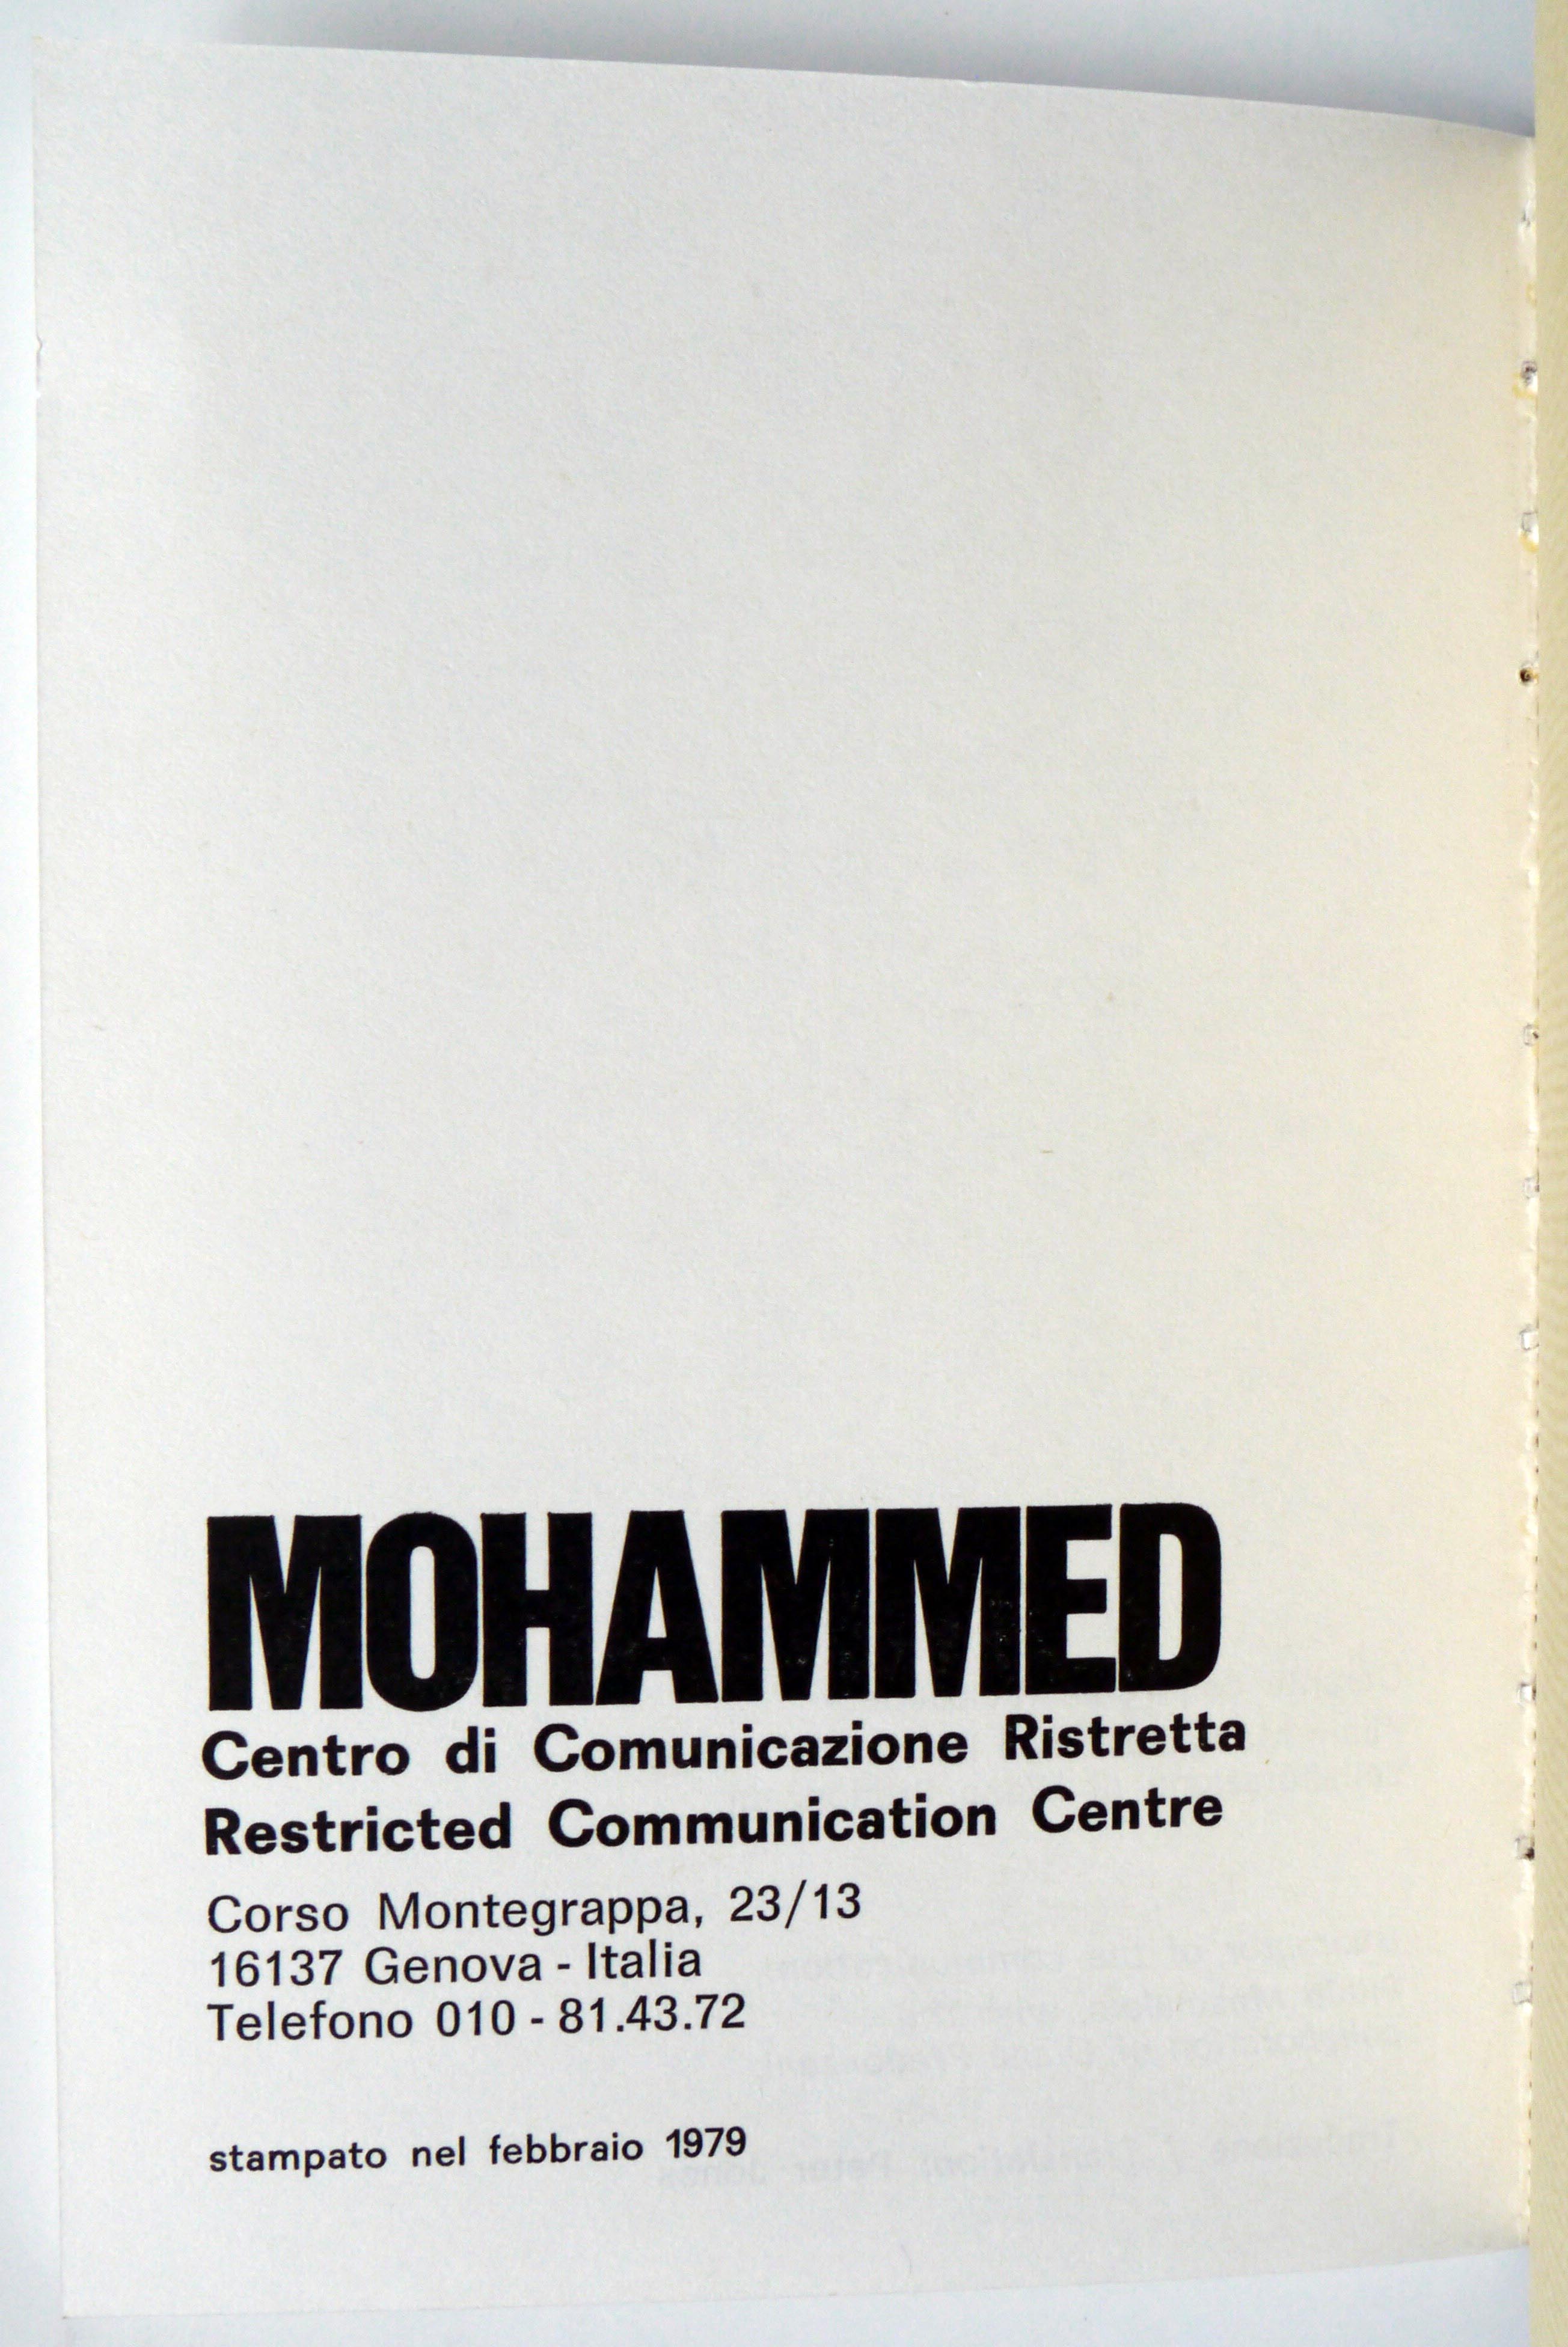 MOHAMMED
Centro di Comunicazione Ristretta
Restricted Communication Centre
Corso Montegrappa, 23/13
16137 Genova - Italia
Telefono 010 - 81.43.72
stampato nel febbraio 1979